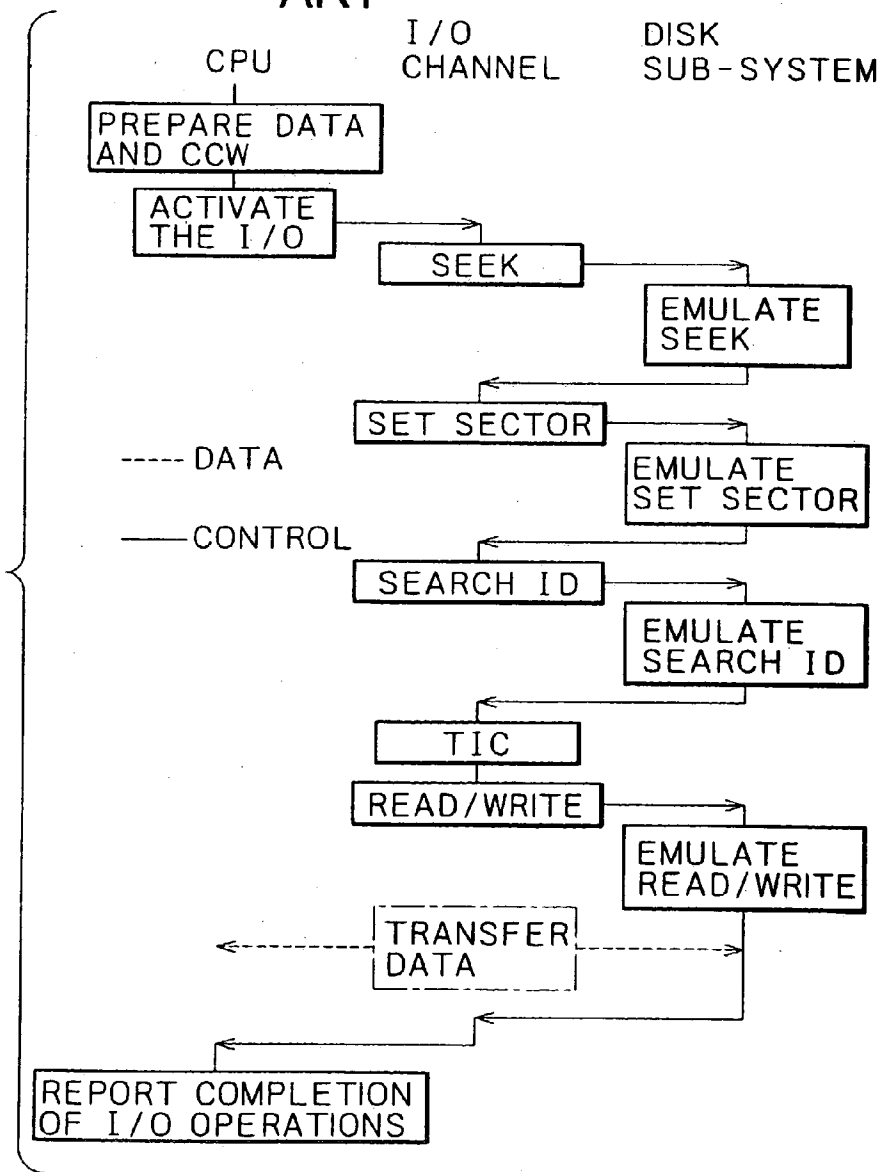 ART
CPU
I/O
CHANNEL
DISK
SUB-SYSTEM
PREPARE DATA
AND CCW
ACTIVATE
THE I/O
SEEK
EMULATE
SEEK
SET SECTOR
EMULATE
SET SECTOR
---- DATA
—— CONTROL
SEARCH ID
EMULATE
SEARCH ID
TIC
READ/WRITE
EMULATE
READ/WRITE
TRANSFER
DATA
REPORT COMPLETION
OF I/O OPERATIONS